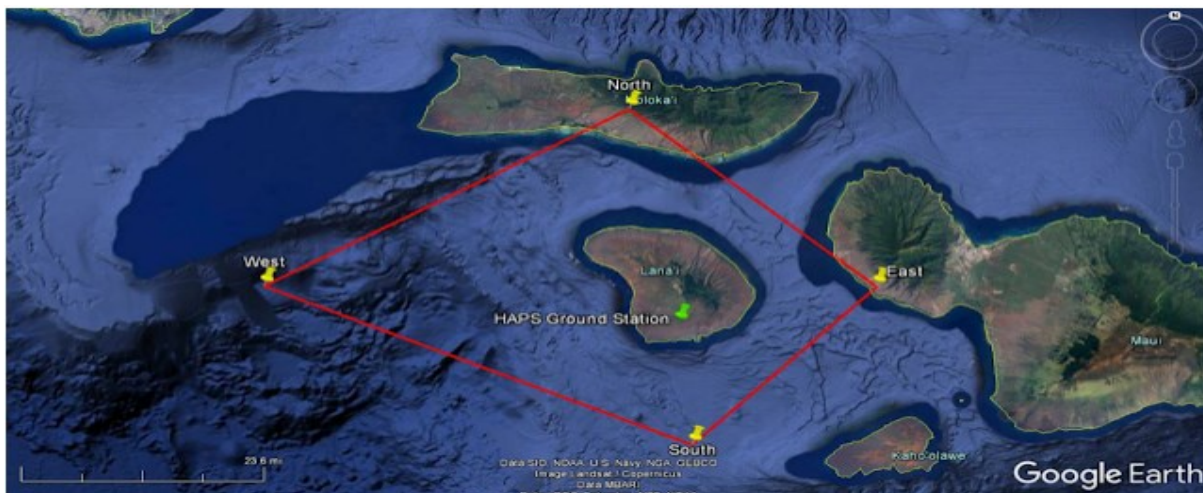 N
North
Moloka'i
West
East
Lana'i
HAPS Ground Station
Maui
South
Kaho'olawe
23.6 mi
Data SIO, NOAA, U.S. Navy, NGA, GEBCO
Image Landsat / Copernicus
Data MBARI
Google Earth